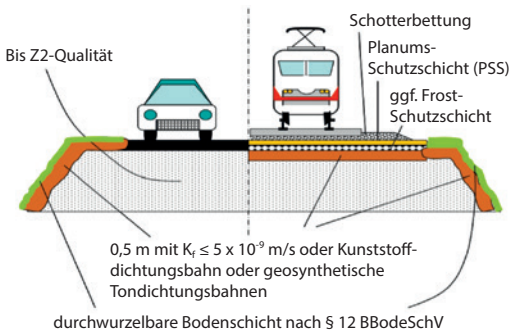 Schotterbettung
Bis Z2-Qualität
Planums-
Schutzschicht (PSS)
ggf. Frost-
Schutzschicht
0,5 m mit K_f ≤ 5 x 10⁻⁹ m/s oder Kunststoff-
dichtungsbahn oder geosynthetische
Tondichtungsbahnen
durchwurzelbare Bodenschicht nach § 12 BBodeSchV